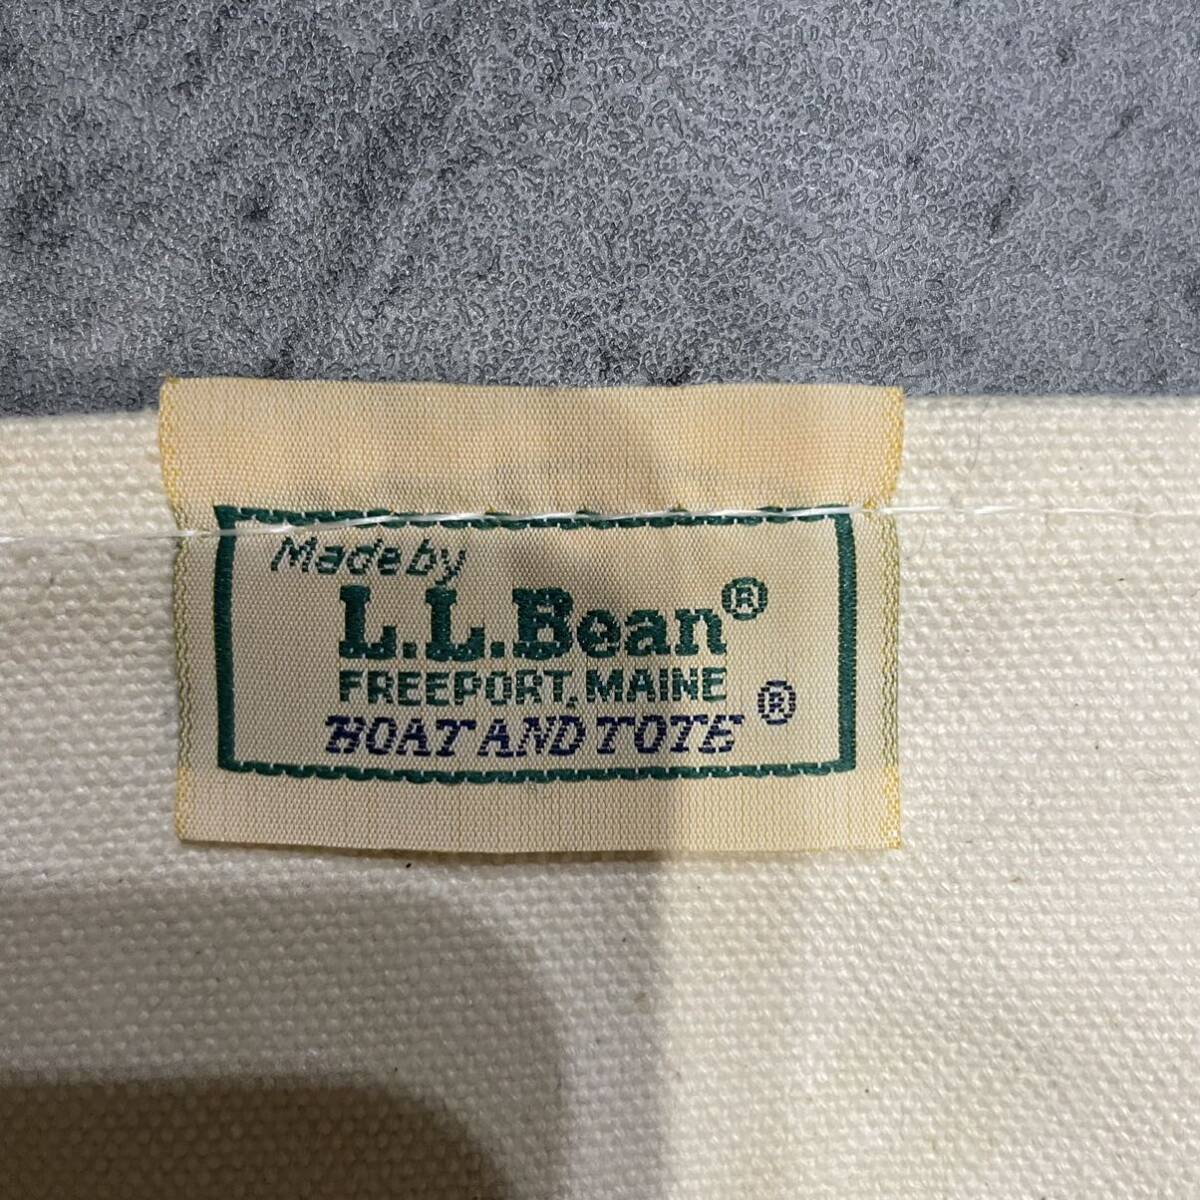 Made by
L.L.Bean®
FREEPORT, MAINE
BOAT AND TOTE®